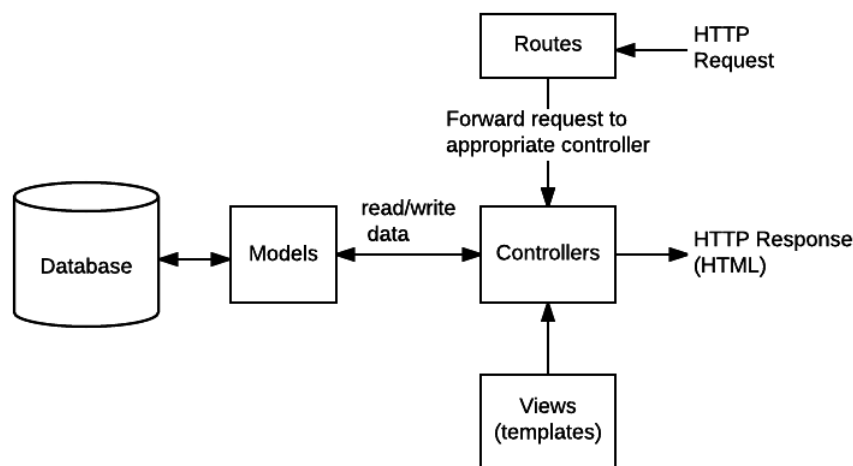 Routes
HTTP
Request
Forward request to
appropriate controller
read/write
data
Database
Models
Controllers
HTTP Response
(HTML)
Views
(templates)